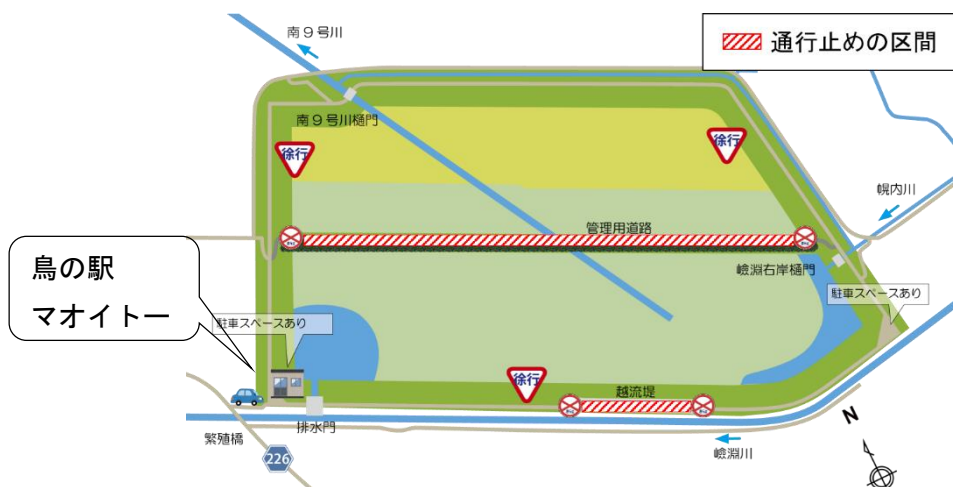 南9号川
通行止めの区間
南9号川樋門
徐行
徐行
幌内川
管理用道路
嶮淵右岸樋門
鳥の駅
マオイトー
駐車スペースあり
駐車スペースあり
徐行
越流堤
排水門
繁殖橋
226
嶮淵川
N